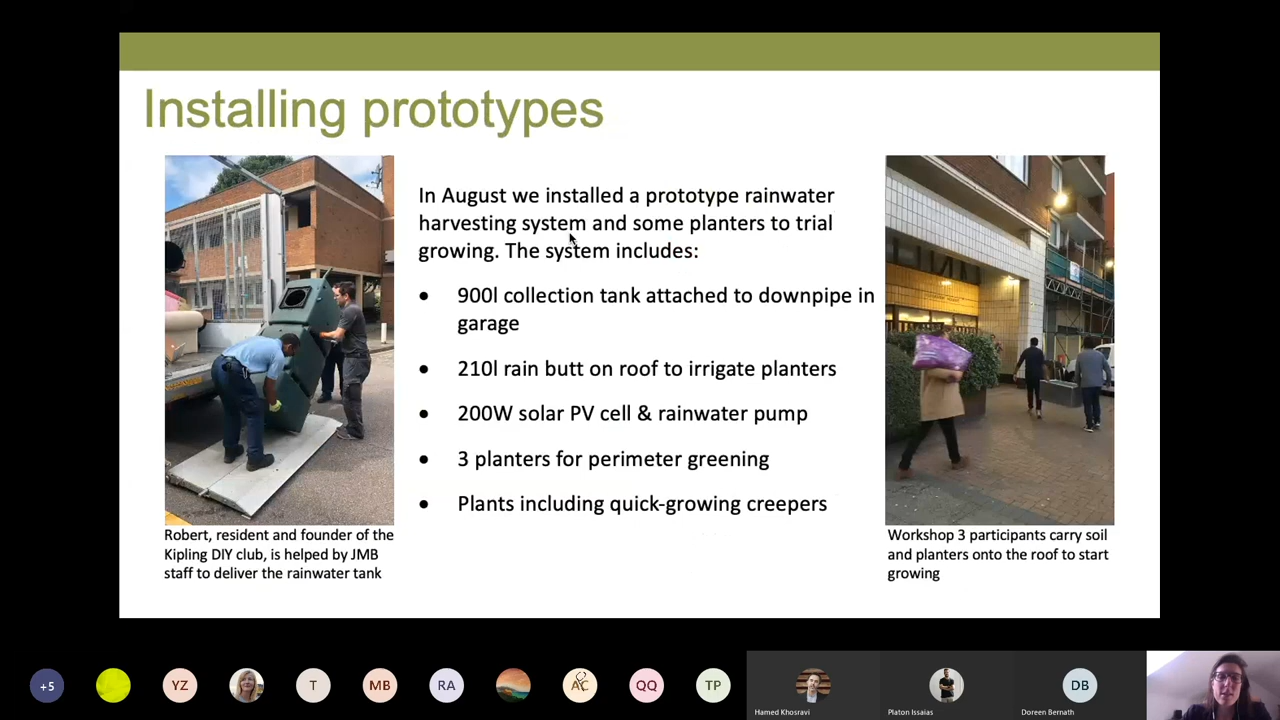 Installing prototypes
In August we installed a prototype rainwater
harvesting system and some planters to trial
growing. The system includes:
• 900l collection tank attached to downpipe in
garage
• 210l rain butt on roof to irrigate planters
• 200W solar PV cell & rainwater pump
• 3 planters for perimeter greening
• Plants including quick-growing creepers
Robert, resident and founder of the
Kipling DIY club, is helped by JMB
staff to deliver the rainwater tank
Workshop 3 participants carry soil
and planters onto the roof to start
growing
+5
YZ
T
MB
RA
AC
QQ
TP
DB
Hamed Khosravi
Platon Issaias
Doreen Bernath